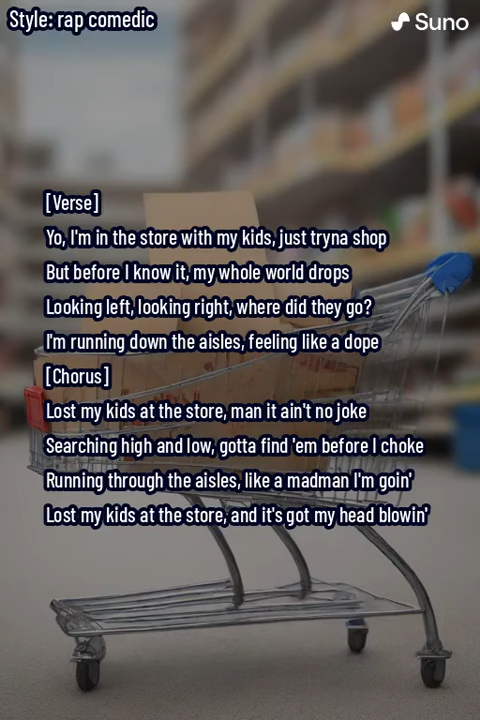 Style: rap comedic
Suno
[Verse]
Yo, I'm in the store with my kids, just tryna shop
But before I know it, my whole world drops
Looking left, looking right, where did they go?
I'm running down the aisles, feeling like a dope
[Chorus]
Lost my kids at the store, man it ain't no joke
Searching high and low, gotta find 'em before I choke
Running through the aisles, like a madman I'm goin'
Lost my kids at the store, and it's got my head blowin'